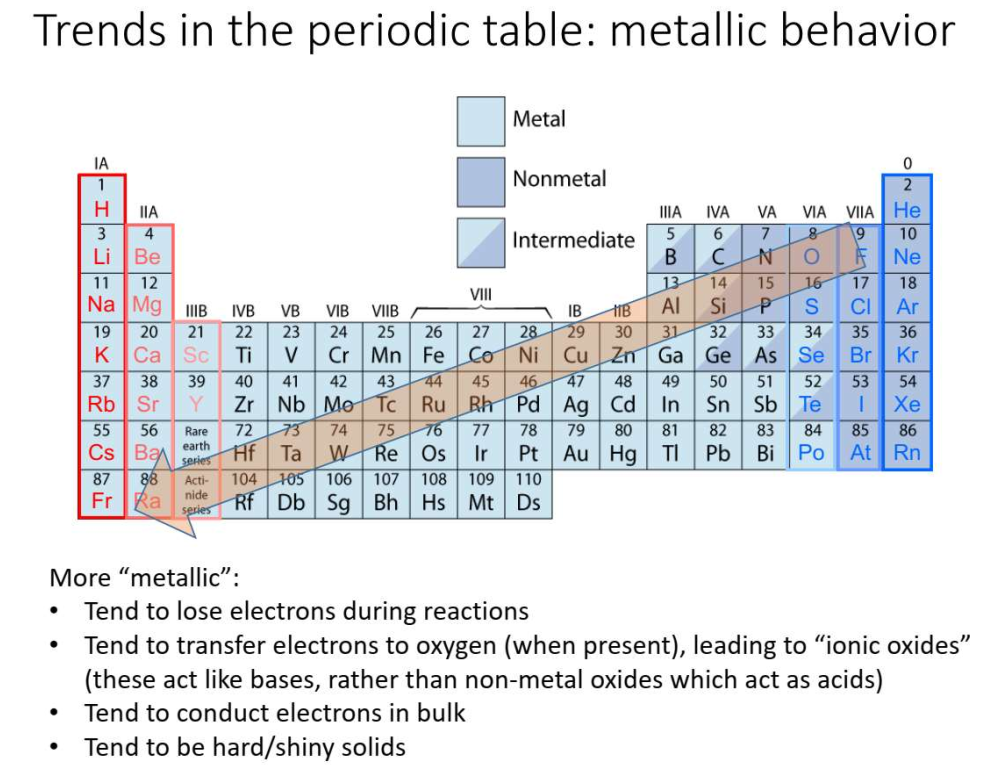 Trends in the periodic table: metallic behavior
Metal
Nonmetal
Intermediate
IA 0
1 2
H IIA IIIA IVA VA VIA VIIA He
3 4 5 6 7 8 9 10
Li Be B C N O F Ne
11 12 13 14 15 16 17 18
Na Mg IIIB IVB VB VIB VIIB VIII IB IIB Al Si P S Cl Ar
19 20 21 22 23 24 25 26 27 28 29 30 31 32 33 34 35 36
K Ca Sc Ti V Cr Mn Fe Co Ni Cu Zn Ga Ge As Se Br Kr
37 38 39 40 41 42 43 44 45 46 47 48 49 50 51 52 53 54
Rb Sr Y Zr Nb Mo Tc Ru Rh Pd Ag Cd In Sn Sb Te I Xe
55 56 Rare earth series 72 73 74 75 76 77 78 79 80 81 82 83 84 85 86
Cs Ba Hf Ta W Re Os Ir Pt Au Hg Tl Pb Bi Po At Rn
87 88 Acti- nide series 104 105 106 107 108 109 110
Fr Ra Rf Db Sg Bh Hs Mt Ds
More “metallic”:
• Tend to lose electrons during reactions
• Tend to transfer electrons to oxygen (when present), leading to “ionic oxides”
(these act like bases, rather than non-metal oxides which act as acids)
• Tend to conduct electrons in bulk
• Tend to be hard/shiny solids